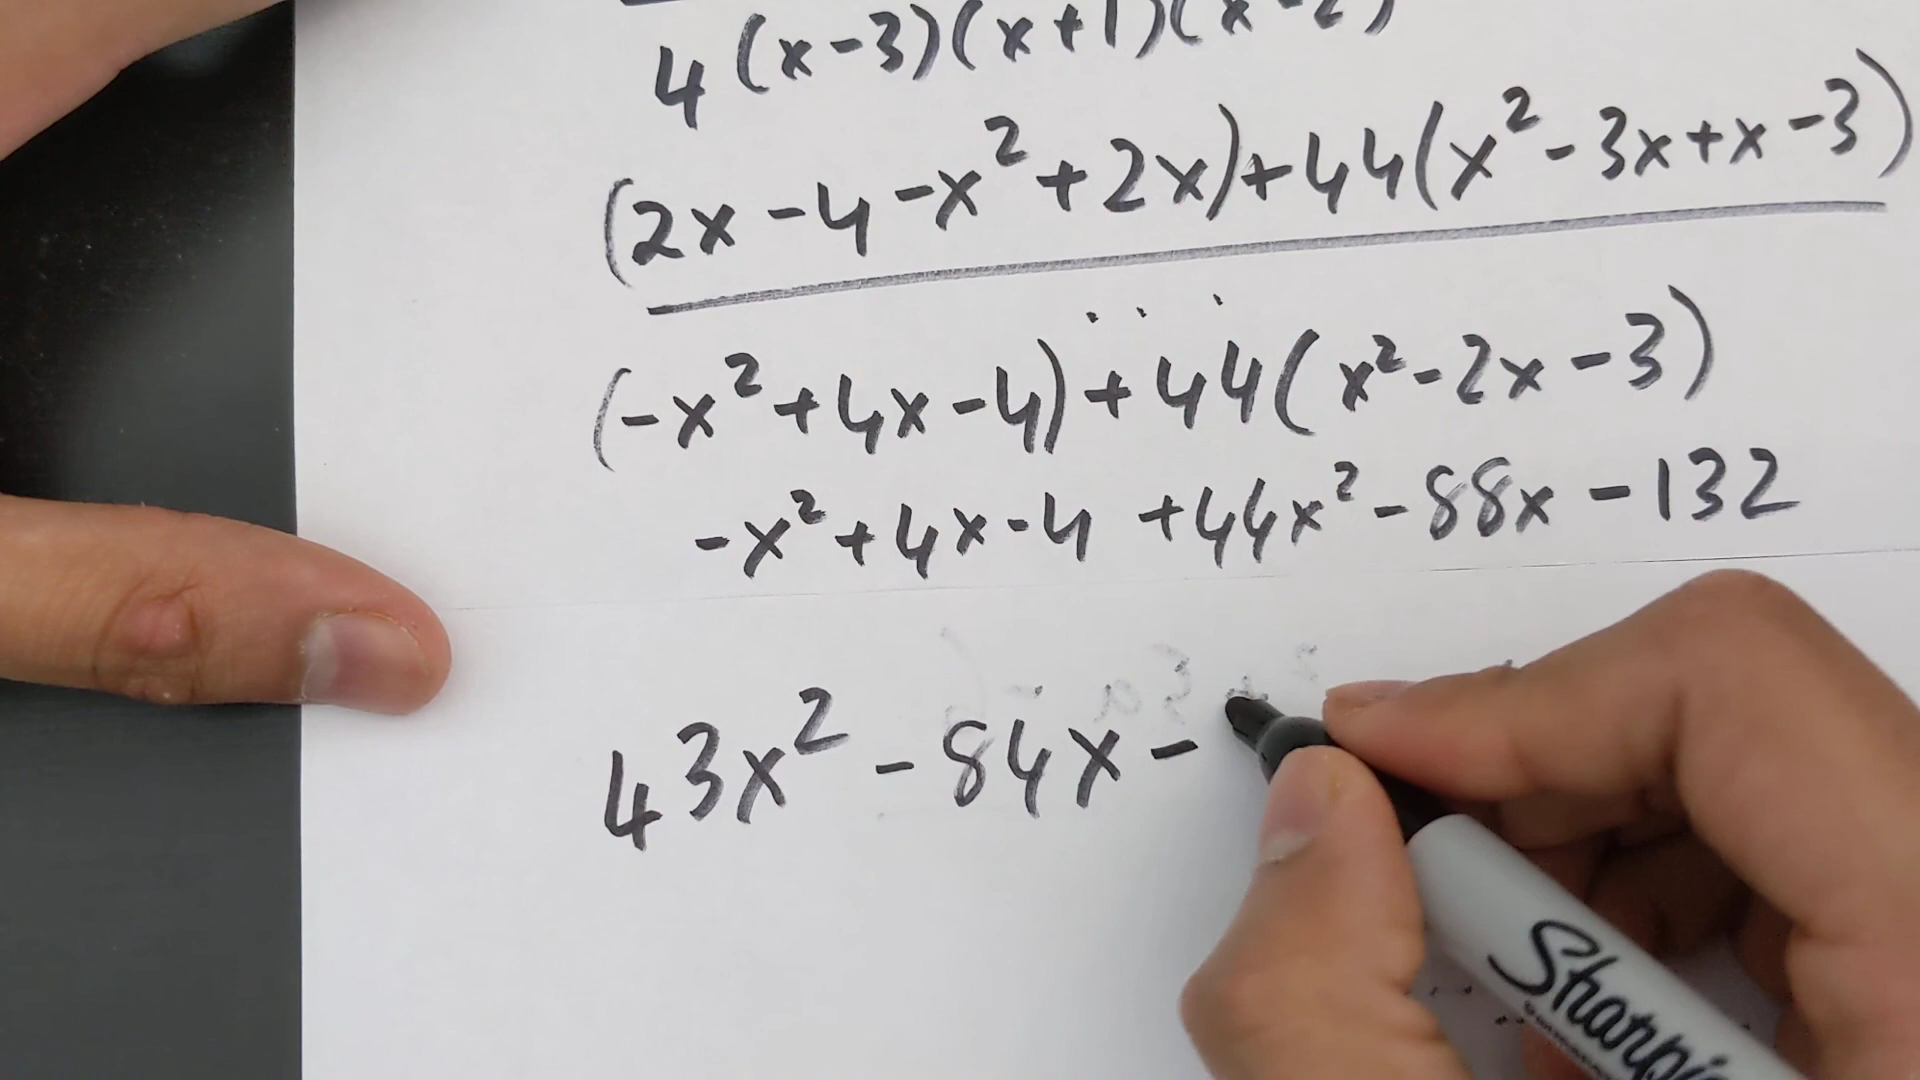 4(x-3)(x+1)(x-2)
(2x-4-x²+2x)+44(x²-3x+x-3)
(-x²+4x-4)+44(x²-2x-3)
-x²+4x-4+44x²-88x-132
43x²-84x-
Sharpie